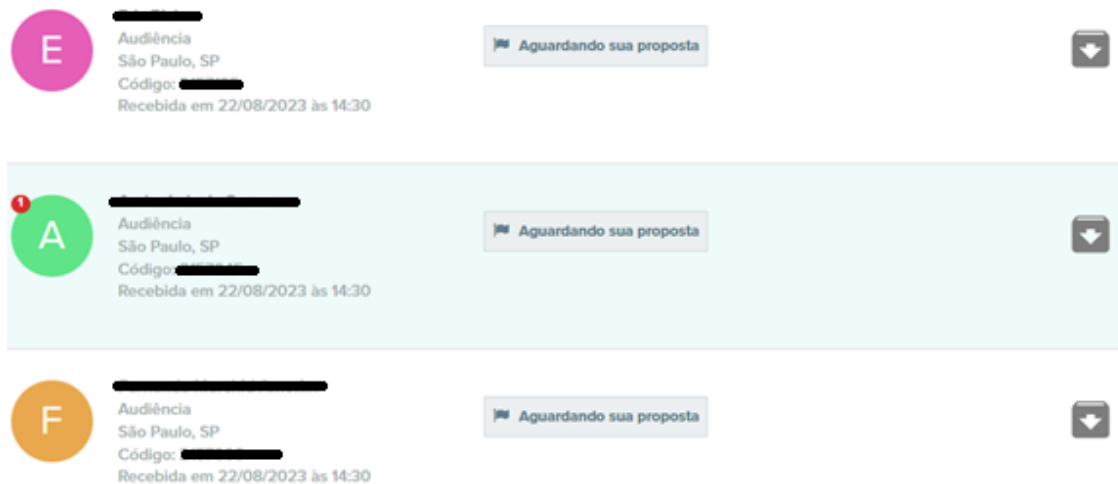 E
Audiência
São Paulo, SP
Código:
Recebida em 22/08/2023 às 14:30
Aguardando sua proposta
1
A
Audiência
São Paulo, SP
Código:
Recebida em 22/08/2023 às 14:30
Aguardando sua proposta
F
Audiência
São Paulo, SP
Código:
Recebida em 22/08/2023 às 14:30
Aguardando sua proposta